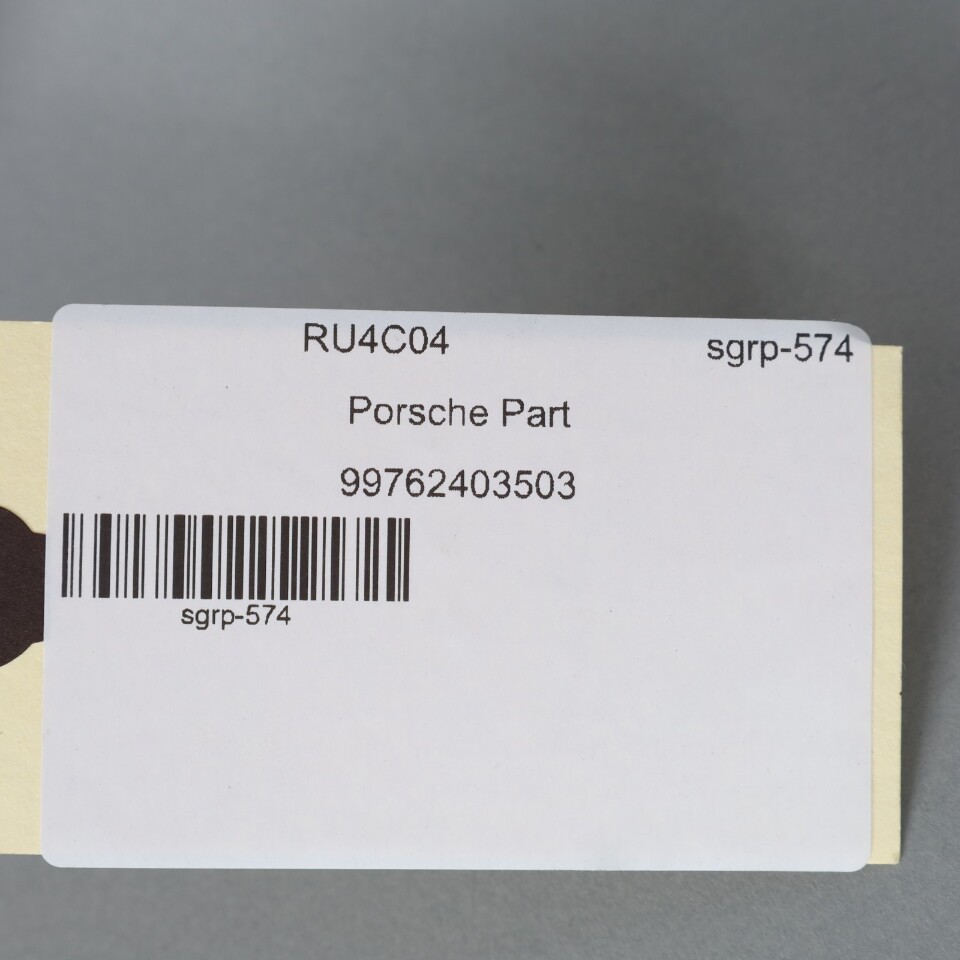 RU4C04 sgrp-574
Porsche Part
99762403503
sgrp-574